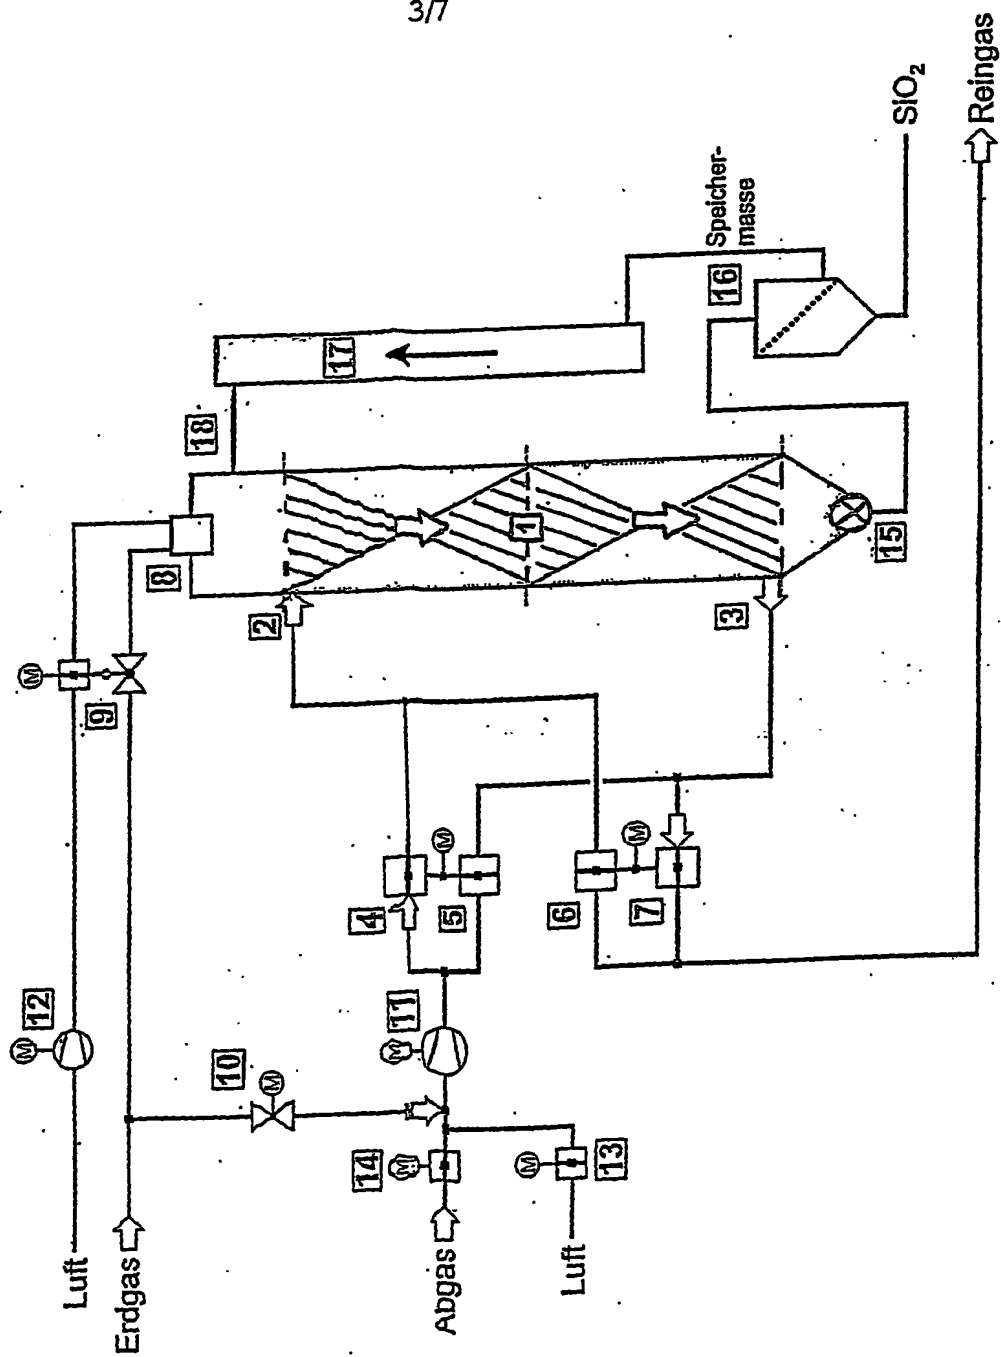 3/7
Luft
Erdgas
Abgas
Luft
12
M
10
M
14
M
13
M
11
M
9
M
4
5
M
6
7
M
8
2
3
1
15
18
17
16
Speicher-
masse
SiO₂
Reingas